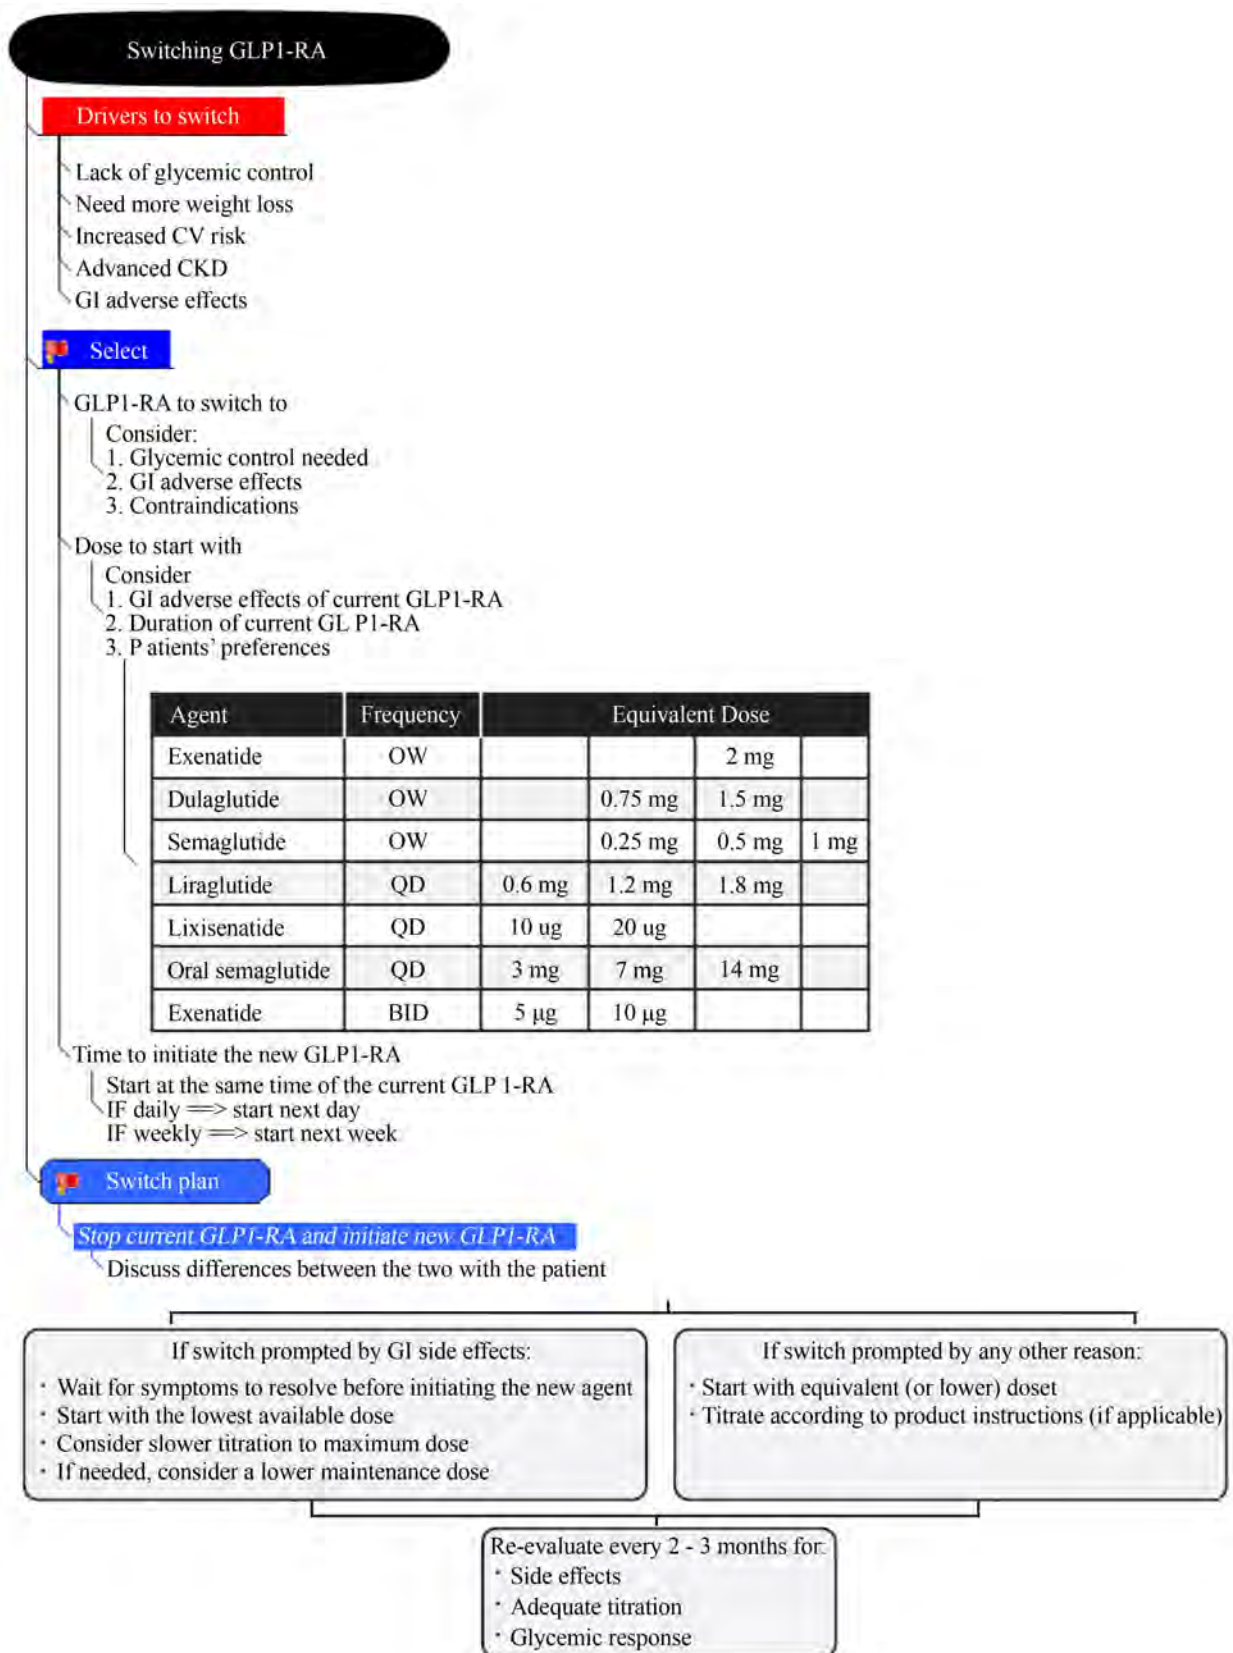 Switching GLP1-RA
Drivers to switch
Lack of glycemic control
Need more weight loss
Increased CV risk
Advanced CKD
GI adverse effects
Select
GLP1-RA to switch to
Consider:
1. Glycemic control needed
2. GI adverse effects
3. Contraindications
Dose to start with
Consider
1. GI adverse effects of current GLP1-RA
2. Duration of current GL P1-RA
3. P atients’ preferences
Agent Frequency Equivalent Dose
Exenatide OW 2 mg
Dulaglutide OW 0.75 mg 1.5 mg
Semaglutide OW 0.25 mg 0.5 mg 1 mg
Liraglutide QD 0.6 mg 1.2 mg 1.8 mg
Lixisenatide QD 10 ug 20 ug
Oral semaglutide QD 3 mg 7 mg 14 mg
Exenatide BID 5 μg 10 μg
Time to initiate the new GLP1-RA
Start at the same time of the current GLP 1-RA
IF daily ==> start next day
IF weekly ==> start next week
Switch plan
Stop current GLP1-RA and initiate new GLP1-RA
Discuss differences between the two with the patient
If switch prompted by GI side effects:
· Wait for symptoms to resolve before initiating the new agent
· Start with the lowest available dose
· Consider slower titration to maximum dose
· If needed, consider a lower maintenance dose
If switch prompted by any other reason:
· Start with equivalent (or lower) doset
· Titrate according to product instructions (if applicable)
Re-evaluate every 2 - 3 months for:
· Side effects
· Adequate titration
· Glycemic response